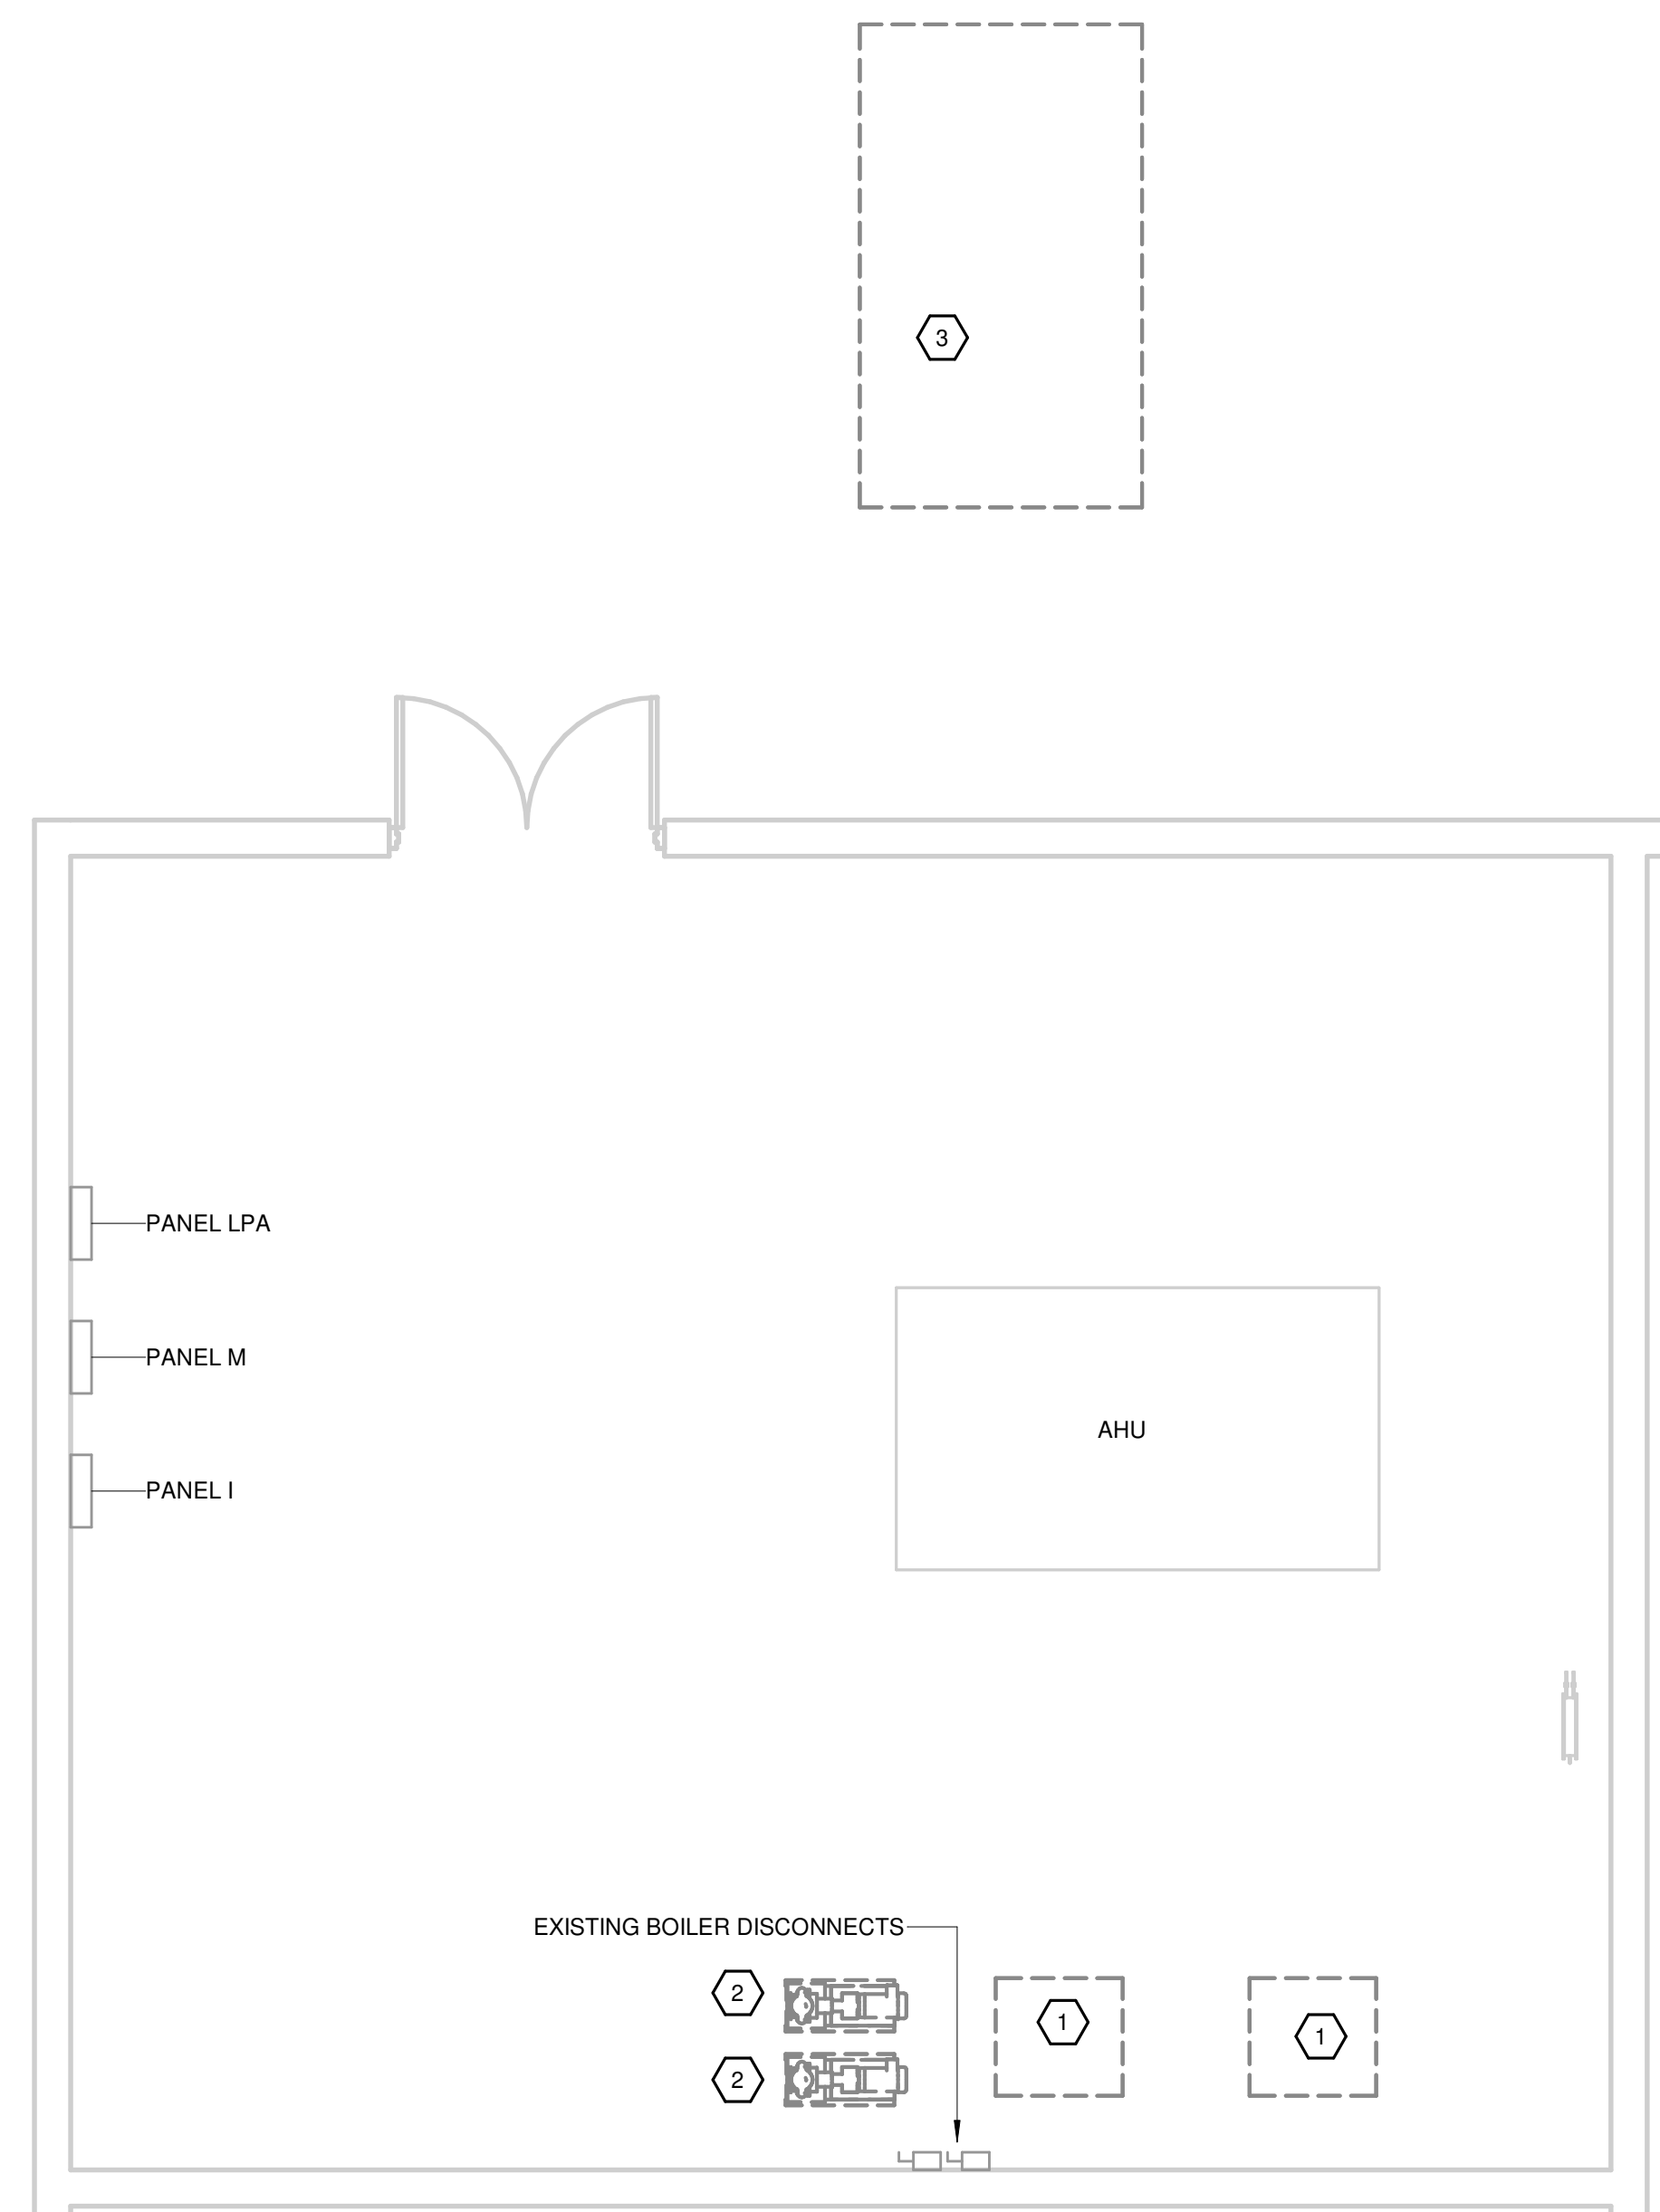 3
PANEL LPA
PANEL M
AHU
PANEL I
EXISTING BOILER DISCONNECTS
2
1
1
2